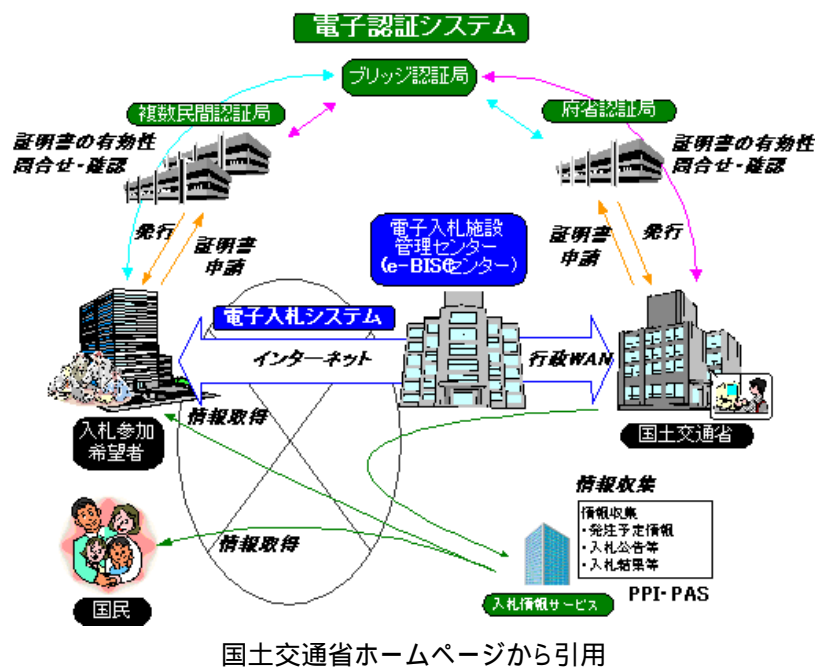 電子認証システム
ブリッジ認証局
複数民間認証局
府省認証局
証明書の有効性
問合せ・確認
証明書の有効性
問合せ・確認
発行
証明書
申請
電子入札施設
管理センター
(e-BISCセンター)
証明書
申請
発行
電子入札システム
インターネット
行政WAN
入札参加
希望者
情報取得
国土交通省
情報収集
情報収集
・発注予定情報
・入札公告等
・入札結果等
国民
情報取得
入札情報サービス
PPI・PAS
国土交通省ホームページから引用